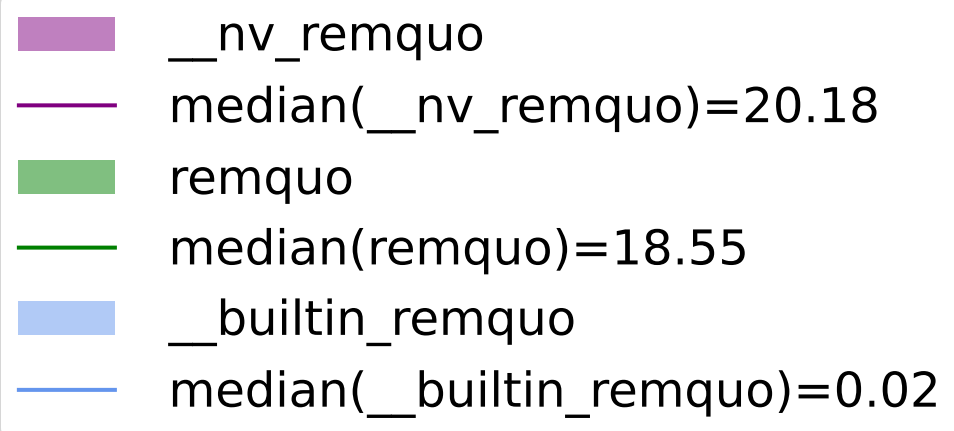 __nv_remquo
median(__nv_remquo)=20.18
remquo
median(remquo)=18.55
__builtin_remquo
median(__builtin_remquo)=0.02